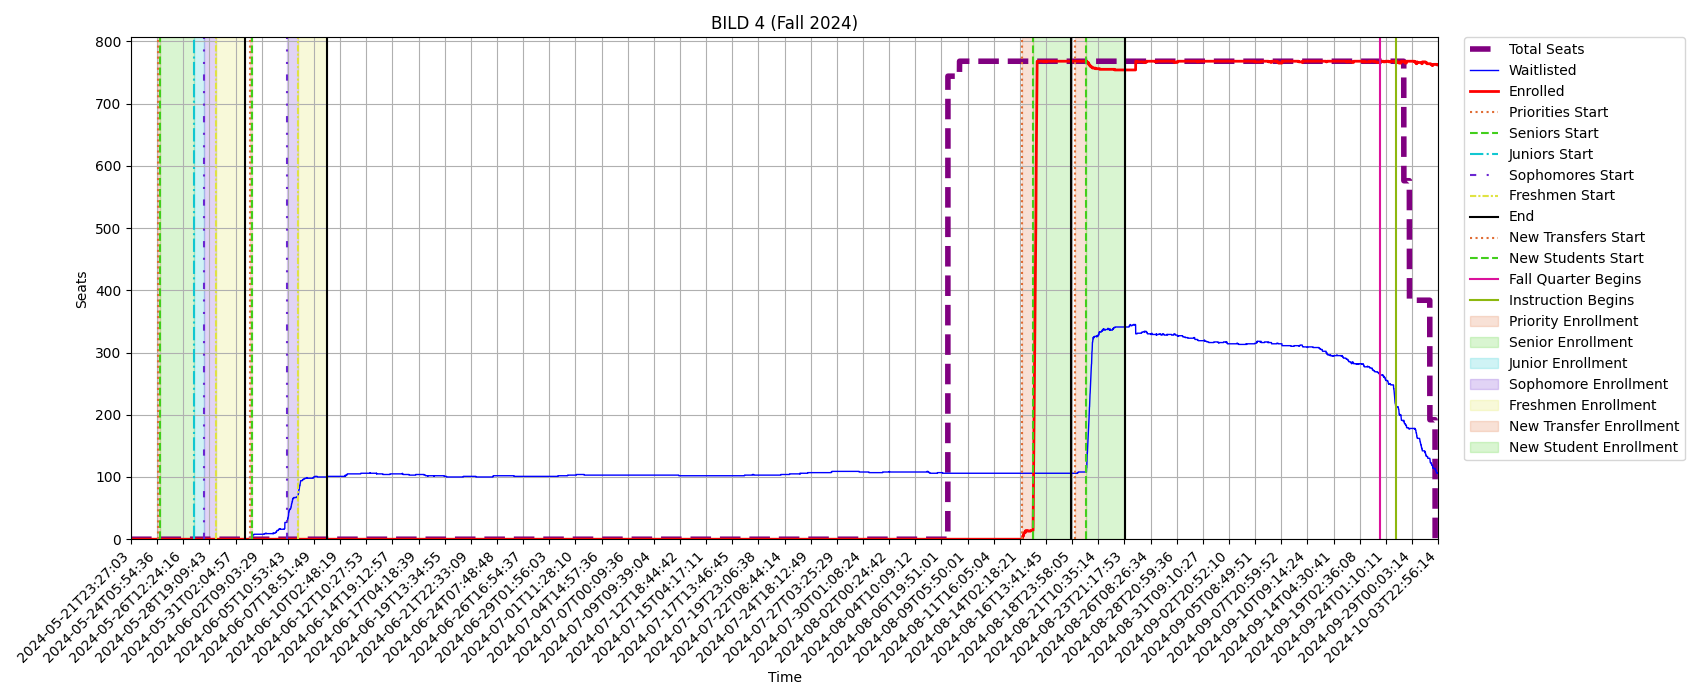 BILD 4 (Fall 2024)
Seats
800
700
600
500
400
300
200
100
0
2024-05-21T23:27:03
2024-05-24T05:54:36
2024-05-26T12:24:16
2024-05-28T19:09:43
2024-05-31T02:04:57
2024-06-02T09:03:29
2024-06-05T10:53:43
2024-06-07T18:51:49
2024-06-10T02:48:19
2024-06-12T10:27:53
2024-06-14T19:12:57
2024-06-17T04:18:39
2024-06-19T13:34:55
2024-06-21T22:33:09
2024-06-24T07:48:48
2024-06-26T16:54:37
2024-06-29T01:56:03
2024-07-01T11:28:10
2024-07-04T14:57:36
2024-07-07T00:09:36
2024-07-09T09:39:04
2024-07-12T18:44:42
2024-07-15T04:17:11
2024-07-17T13:46:45
2024-07-19T23:06:38
2024-07-22T08:44:14
2024-07-24T18:12:49
2024-07-27T03:25:29
2024-07-30T01:08:24
2024-08-02T01:00:24:42
2024-08-04T10:09:12
2024-08-06T19:51:01
2024-08-09T05:50:01
2024-08-11T16:05:04
2024-08-14T02:18:21
2024-08-16T13:41:45
2024-08-18T23:58:05
2024-08-21T10:35:14
2024-08-23T21:17:53
2024-08-26T08:26:34
2024-08-28T20:59:36
2024-08-31T09:10:27
2024-09-02T20:52:10
2024-09-05T08:49:51
2024-09-07T20:59:52
2024-09-10T09:14:24
2024-09-14T04:30:41
2024-09-19T02:36:08
2024-09-24T01:10:11
2024-09-29T00:03:14
2024-10-03T22:56:14
Time
Total Seats
Waitlisted
Enrolled
Priorities Start
Seniors Start
Juniors Start
Sophomores Start
Freshmen Start
End
New Transfers Start
New Students Start
Fall Quarter Begins
Instruction Begins
Priority Enrollment
Senior Enrollment
Junior Enrollment
Sophomore Enrollment
Freshmen Enrollment
New Transfer Enrollment
New Student Enrollment